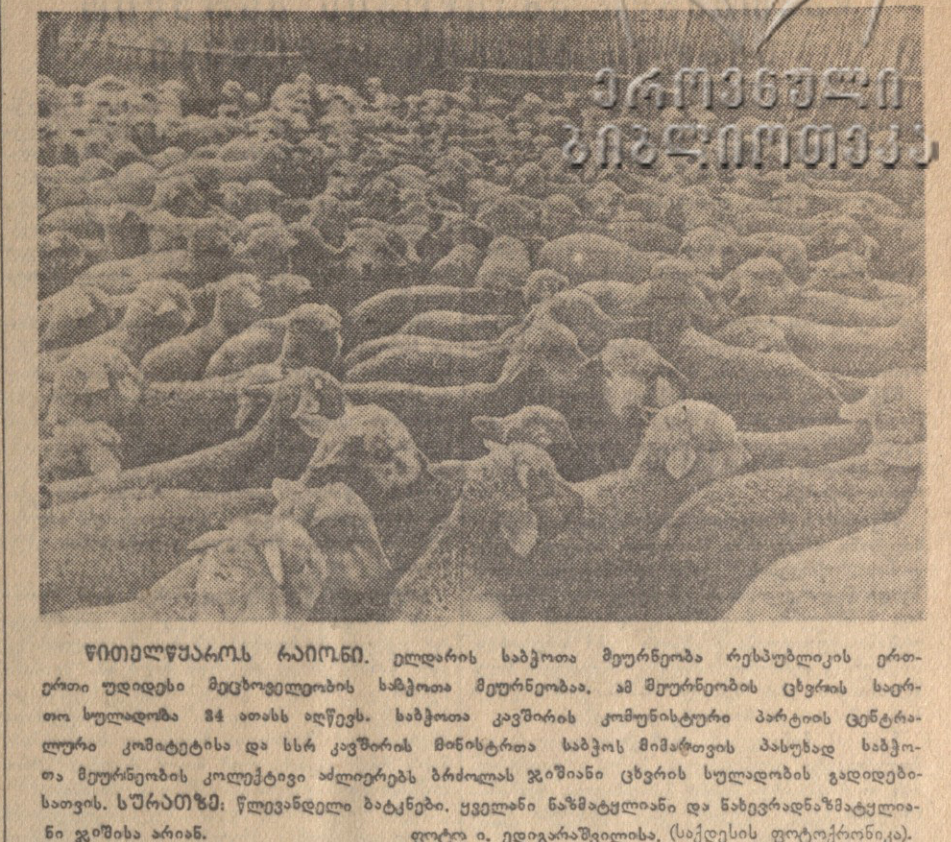 ეროვნული
ბიბლიოთეკა
წითელწყაროს რაიონი. ელდარის საბჭოთა მეურნეობა რესპუბლიკის ერთ-
ერთი უდიდესი მეცხოველეობის საბჭოთა მეურნეობაა. ამ მეურნეობის ცხვრის საერ-
თო სულადობა 34 ათასს აღწევს. საბჭოთა კავშირის კომუნისტური პარტიის ცენტრა-
ლური კომიტეტისა და სსრ კავშირის მინისტრთა საბჭოს მიმართვის პასუხად საბჭო-
თა მეურნეობის კოლექტივი აძლიერებს ბრძოლას ჯიშიანი ცხვრის სულადობის გადიდები-
სათვის. სურათზე: წლევანდელი ბატკნები. ყველანი ნაზმატყლიანი და ნახევრადნაზმატყლია-
ნი ჯიშისა არიან. ფოტო ი. ედიგარაშვილისა. (საქდესის ფოტოქრონიკა).